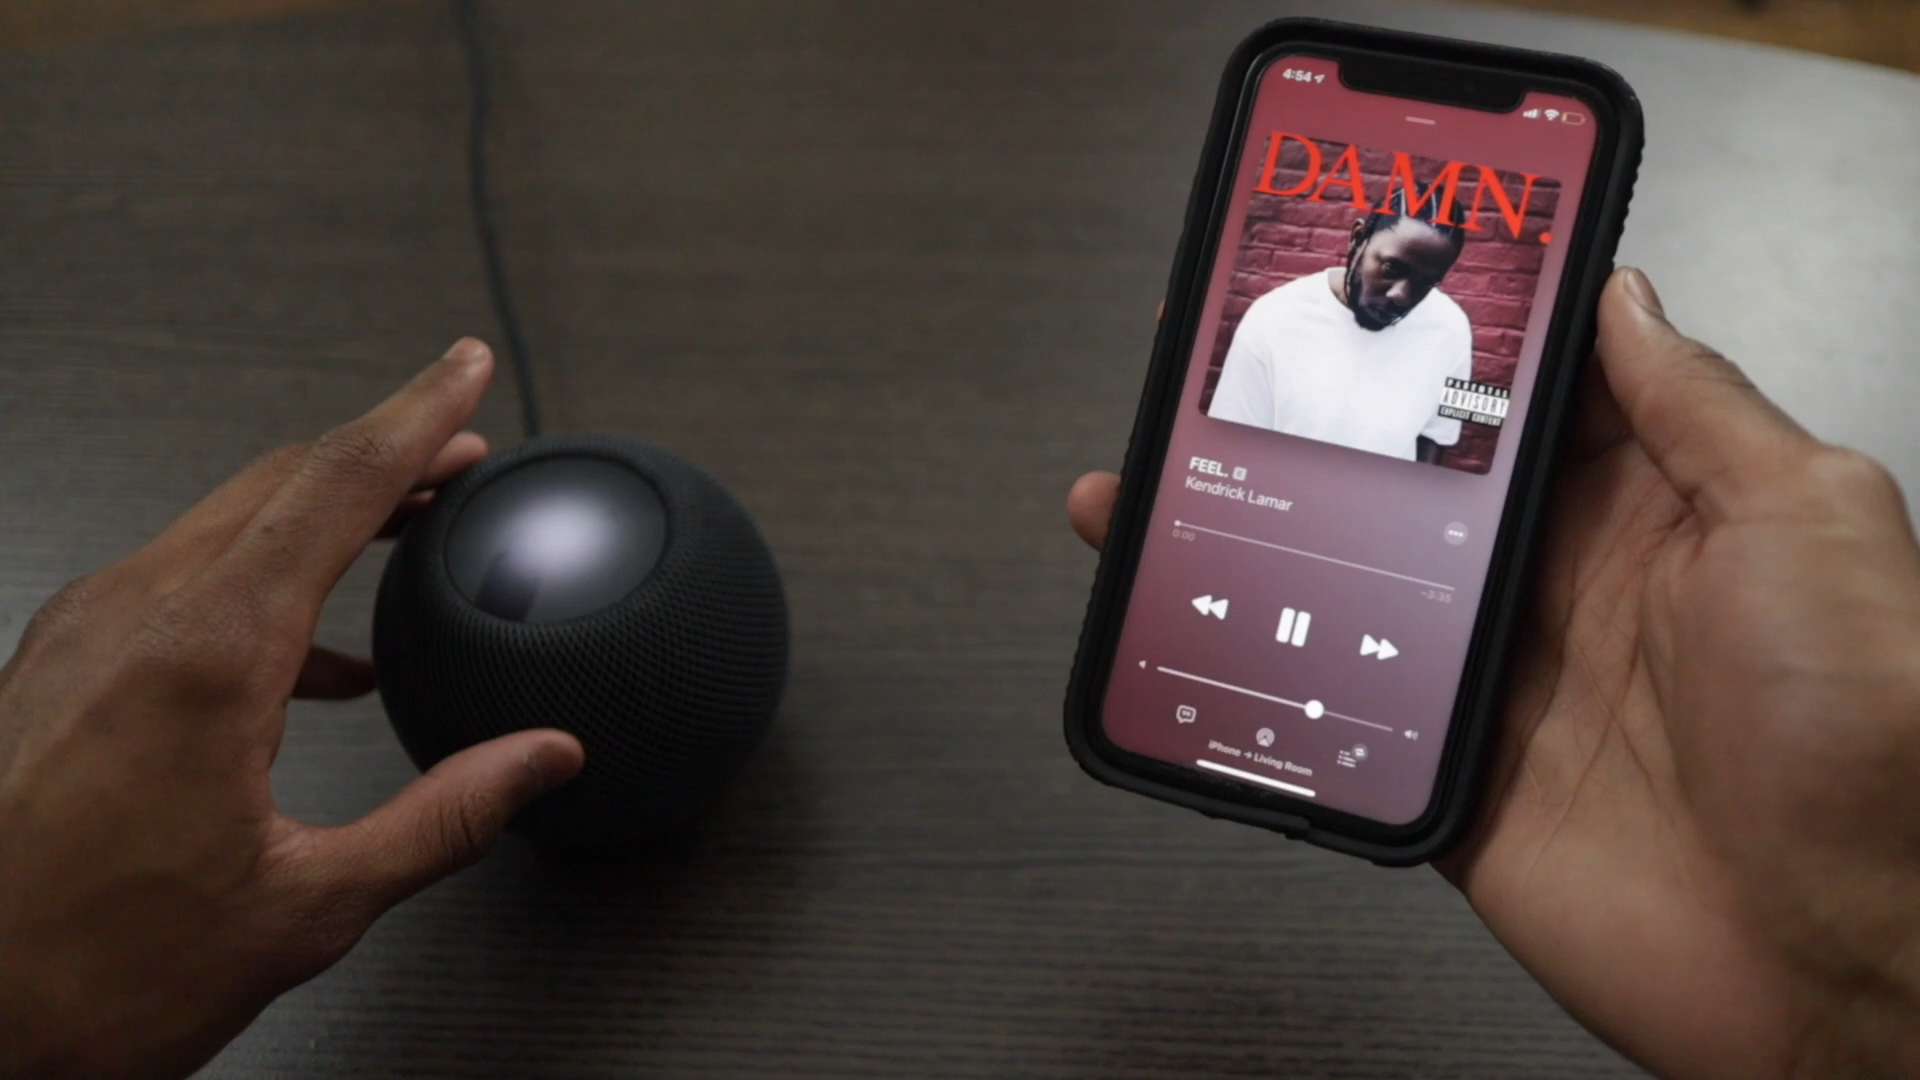 4:54
DAMN.
PARENTAL
ADVISORY
EXPLICIT CONTENT
FEEL. E
Kendrick Lamar
0:00
-3:35
iPhone → Living Room